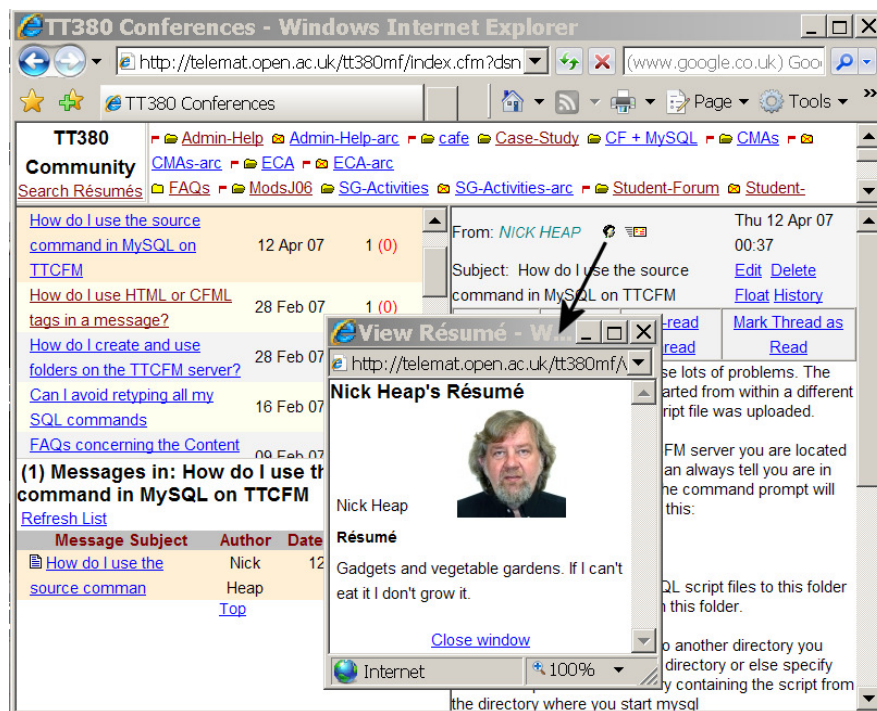 TT380 Conferences - Windows Internet Explorer
http://telemat.open.ac.uk/tt380mf/index.cfm?dsn
(www.google.co.uk) Goo
TT380 Conferences
Page Tools »
TT380 Community
Search Résumés
Admin-Help Admin-Help-arc cafe Case-Study CF + MySQL CMAs
CMAs-arc ECA ECA-arc
FAQs ModsJ06 SG-Activities SG-Activities-arc Student-Forum Student-
How do I use the source
command in MySQL on 12 Apr 07 1 (0)
TTCFM
How do I use HTML or CFML
tags in a message? 28 Feb 07 1 (0)
How do I create and use
folders on the TTCFM server? 28 Feb 07
Can I avoid retyping all my
SQL commands 16 Feb 07
FAQs concerning the Content
09 Feb 07
(1) Messages in: How do I use th
command in MySQL on TTCFM
Refresh List
Message Subject Author Date
How do I use the Nick 12
source comman Heap
Top
From: NICK HEAP
Thu 12 Apr 07
00:37
Subject: How do I use the source
command in MySQL on TTCFM
Edit Delete
Float History
-read
read
Mark Thread as
Read
se lots of problems. The
arted from within a different
ript file was uploaded.
FM server you are located
an always tell you are in
he command prompt will
this:
QL script files to this folder
this folder.
o another directory you
directory or else specify
y containing the script from
the directory where you start mysql
View Résumé - W...
http://telemat.open.ac.uk/tt380mf/\
Nick Heap's Résumé
Nick Heap
Résumé
Gadgets and vegetable gardens. If I can't
eat it I don't grow it.
Close window
Internet 100%